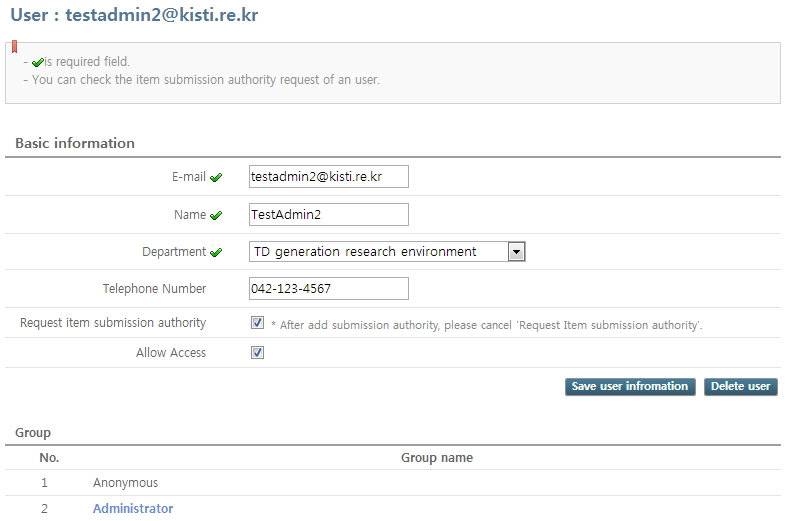 User : testadmin2@kisti.re.kr
- is required field.
- You can check the item submission authority request of an user.
Basic information
E-mail testadmin2@kisti.re.kr
Name TestAdmin2
Department TD generation research environment
Telephone Number 042-123-4567
Request item submission authority * After add submission authority, please cancel 'Request Item submission authority'.
Allow Access
Save user infromation Delete user
Group
No. Group name
1 Anonymous
2 Administrator